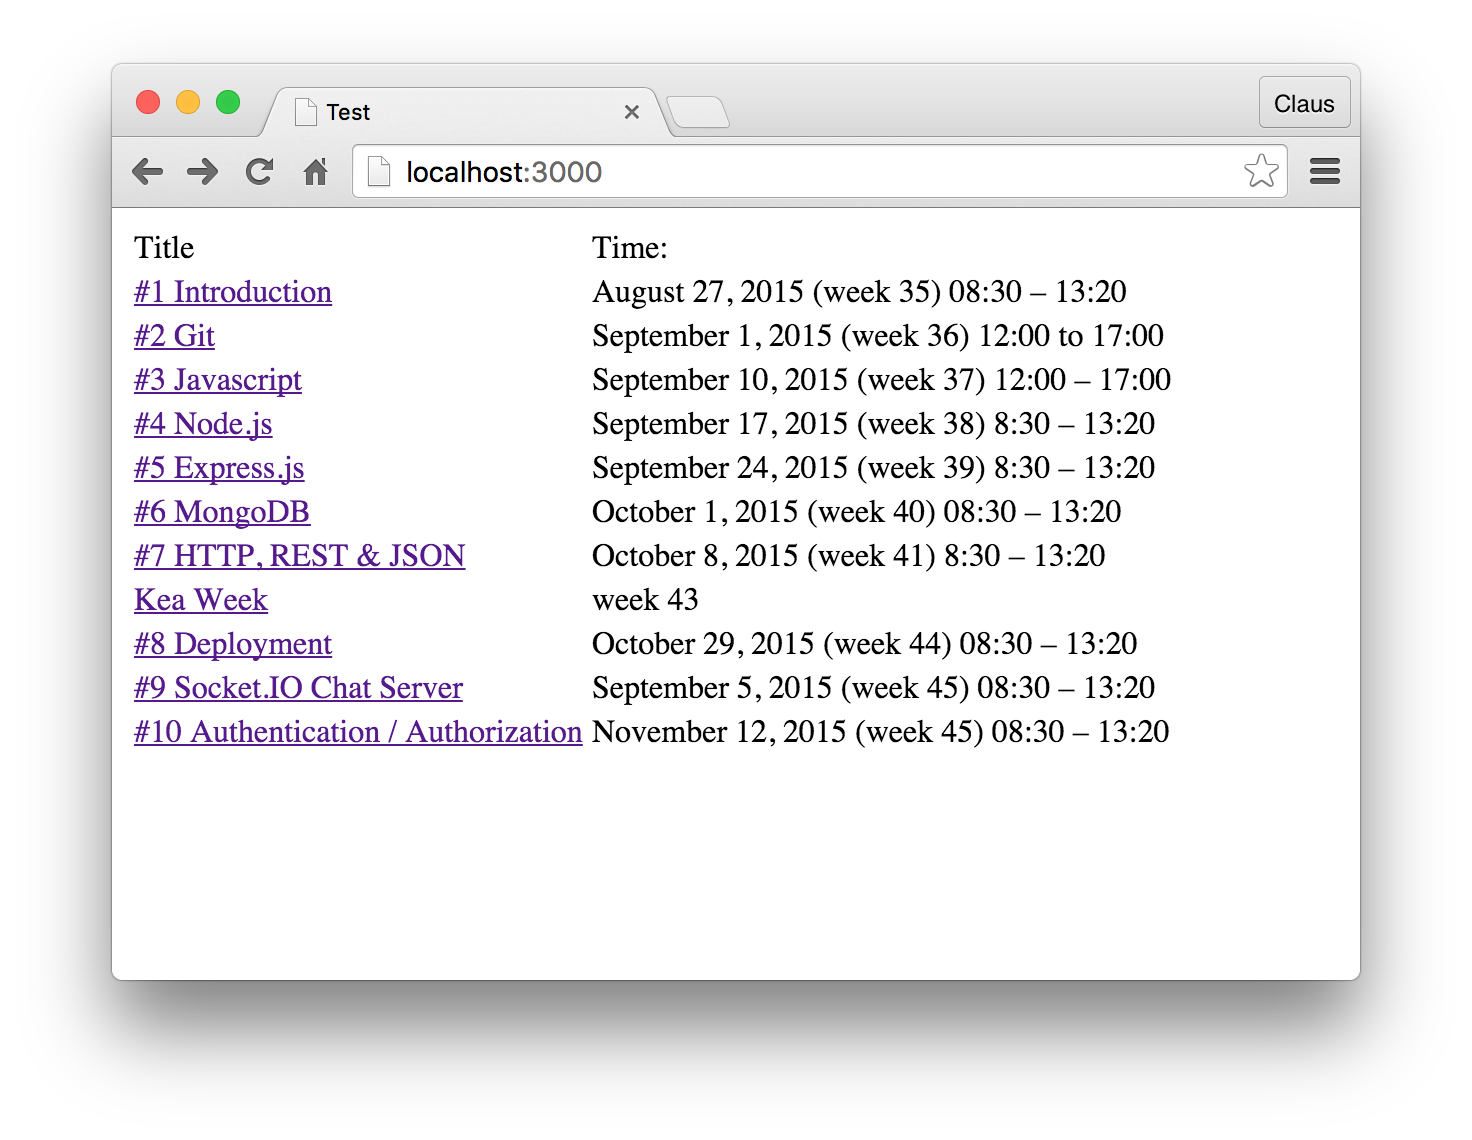 Test
Claus
localhost:3000
Title Time:
#1 Introduction August 27, 2015 (week 35) 08:30 – 13:20
#2 Git September 1, 2015 (week 36) 12:00 to 17:00
#3 Javascript September 10, 2015 (week 37) 12:00 – 17:00
#4 Node.js September 17, 2015 (week 38) 8:30 – 13:20
#5 Express.js September 24, 2015 (week 39) 8:30 – 13:20
#6 MongoDB October 1, 2015 (week 40) 08:30 – 13:20
#7 HTTP, REST & JSON October 8, 2015 (week 41) 8:30 – 13:20
Kea Week week 43
#8 Deployment October 29, 2015 (week 44) 08:30 – 13:20
#9 Socket.IO Chat Server September 5, 2015 (week 45) 08:30 – 13:20
#10 Authentication / Authorization November 12, 2015 (week 45) 08:30 – 13:20